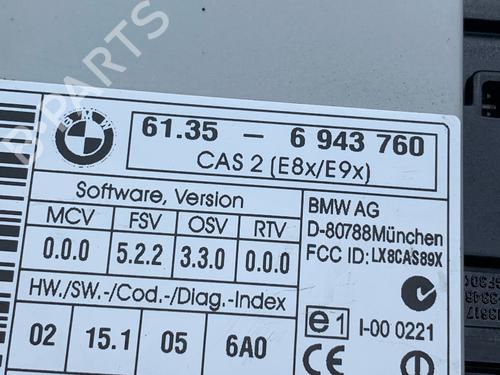 BMW
61.35 - 6 943 760
CAS 2 (E8x/E9x)
Software, Version
MCV FSV OSV RTV
0.0.0 5.2.2 3.3.0 0.0.0
HW./SW.-/Cod.-/Diag.-Index
02 15.1 05 6A0
BMW AG
D-80788München
FCC ID: LX8CAS89X
e1 I-00 0221
CE
B-PARTS